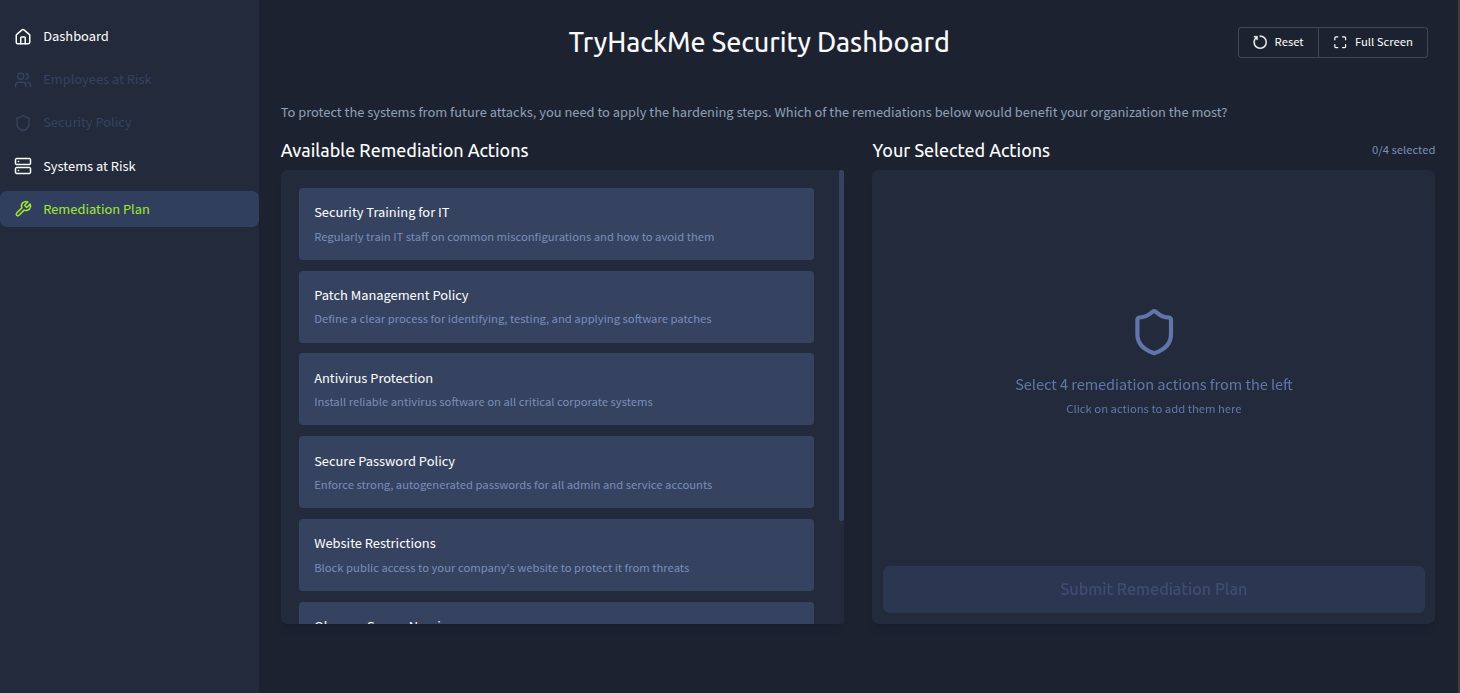 Dashboard
Employees at Risk
Security Policy
Systems at Risk
Remediation Plan
TryHackMe Security Dashboard
Reset
Full Screen
To protect the systems from future attacks, you need to apply the hardening steps. Which of the remediations below would benefit your organization the most?
Available Remediation Actions
Security Training for IT
Regularly train IT staff on common misconfigurations and how to avoid them
Patch Management Policy
Define a clear process for identifying, testing, and applying software patches
Antivirus Protection
Install reliable antivirus software on all critical corporate systems
Secure Password Policy
Enforce strong, autogenerated passwords for all admin and service accounts
Website Restrictions
Block public access to your company's website to protect it from threats
Your Selected Actions
0/4 selected
Select 4 remediation actions from the left
Click on actions to add them here
Submit Remediation Plan